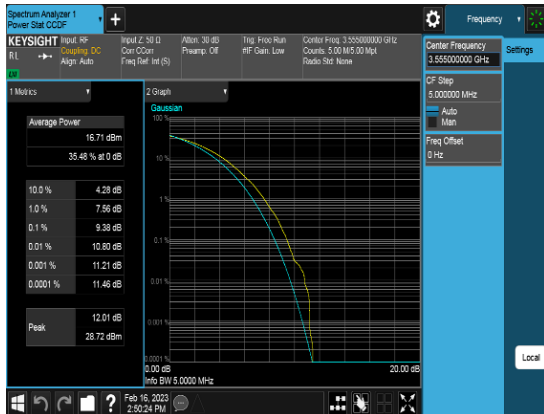 Spectrum Analyzer 1
Power Stat CCDF
+
Frequency
KEYSIGHT
Input: RF
Coupling: DC
Align: Auto
Input Z: 50 Ω
Corr CCorr
Freq Ref: Int (S)
Atten: 30 dB
Preamp: Off
Trig: Free Run
#IF Gain: Low
Center Freq: 3.555000000 GHz
Counts: 5.00 M/5.00 Mpt
Radio Std: None
Center Frequency
3.555000000 GHz
Settings
CF Step
5.000000 MHz
Auto
Man
Freq Offset
0 Hz
1 Metrics
Average Power
16.71 dBm
35.48 % at 0 dB
10.0 % 4.28 dB
1.0 % 7.56 dB
0.1 % 9.38 dB
0.01 % 10.80 dB
0.001 % 11.21 dB
0.0001 % 11.46 dB
Peak
12.01 dB
28.72 dBm
2 Graph
Gaussian
100 %
10 %
1 %
0.1 %
0.01 %
0.001 %
0.0001 %
0.00 dB
20.00 dB
Info BW 5.0000 MHz
Local
?
Feb 16, 2023
2:50:24 PM